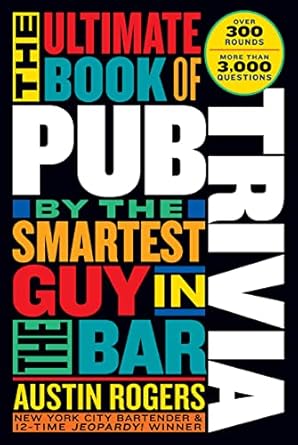 THE ULTIMATE
BOOK OF
PUB
TRIVIA
BY THE
SMARTEST
GUY IN
THE BAR
AUSTIN ROGERS
NEW YORK CITY BARTENDER &
12-TIME JEOPARDY! WINNER
OVER
300
ROUNDS
MORE THAN
3,000
QUESTIONS